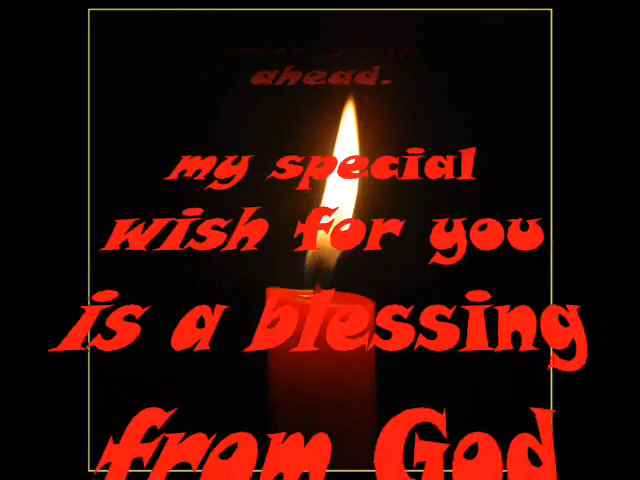 ahead.
my special
wish for you
is a blessing
from God